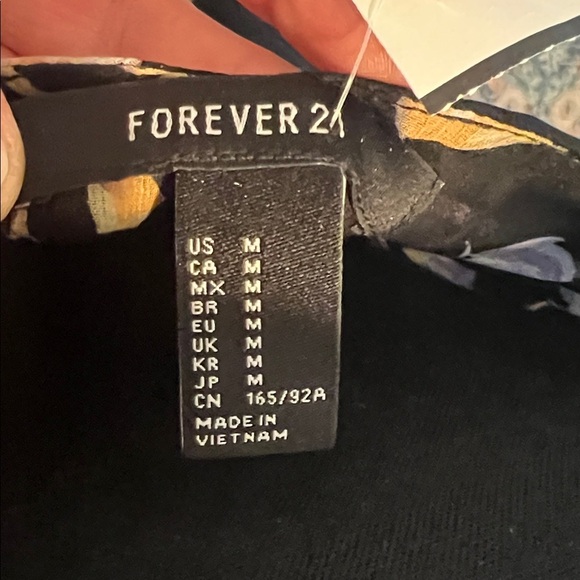 FOREVER 21
US M
CA M
MX M
BR M
EU M
UK M
KR M
JP M
CN 165/92A
MADE IN
VIETNAM